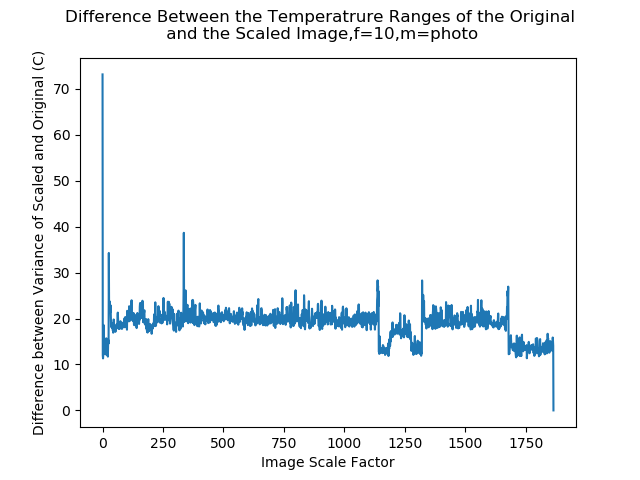 Difference Between the Temperatrure Ranges of the Original
and the Scaled Image,f=10,m=photo
Difference between Variance of Scaled and Original (C)
70
60
50
40
30
20
10
0
0 250 500 750 1000 1250 1500 1750
Image Scale Factor